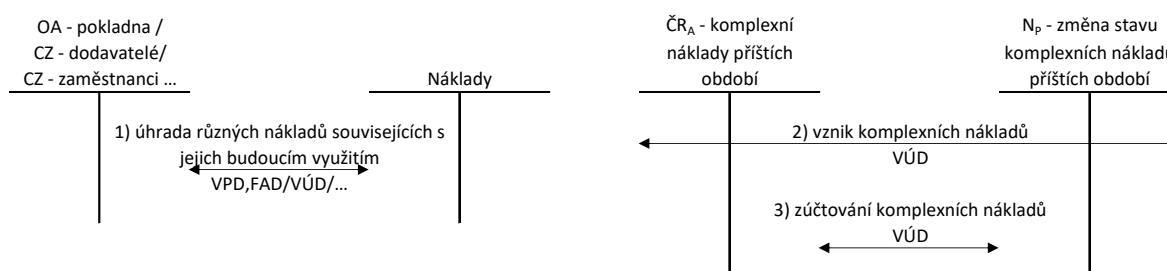 OA - pokladna /
CZ - dodavatelé/
CZ - zaměstnanci ...
Náklady
1) úhrada různých nákladů souvisejících s
jejich budoucím využitím
VPD,FAD/VÚD/...
ČRA - komplexní
náklady příštích
období
NP - změna stavu
komplexních nákladů
příštích období
2) vznik komplexních nákladů
VÚD
3) zúčtování komplexních nákladů
VÚD